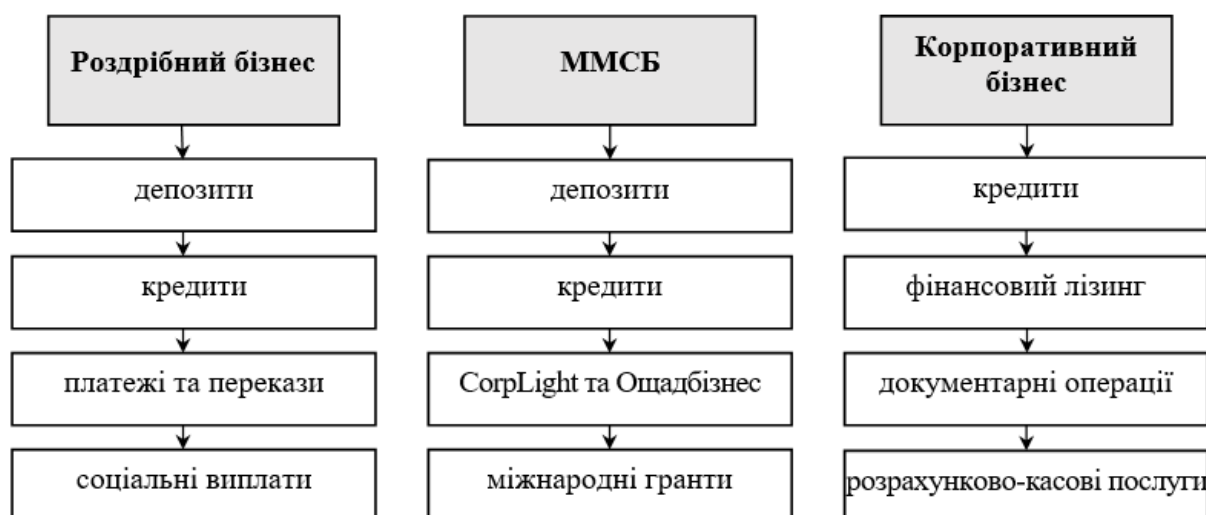 Роздрібний бізнес
депозити
кредити
платежі та перекази
соціальні виплати
ММСБ
депозити
кредити
CorpLight та Ощадбізнес
міжнародні гранти
Корпоративний
бізнес
кредити
фінансовий лізинг
документарні операції
розрахунково-касові послуги